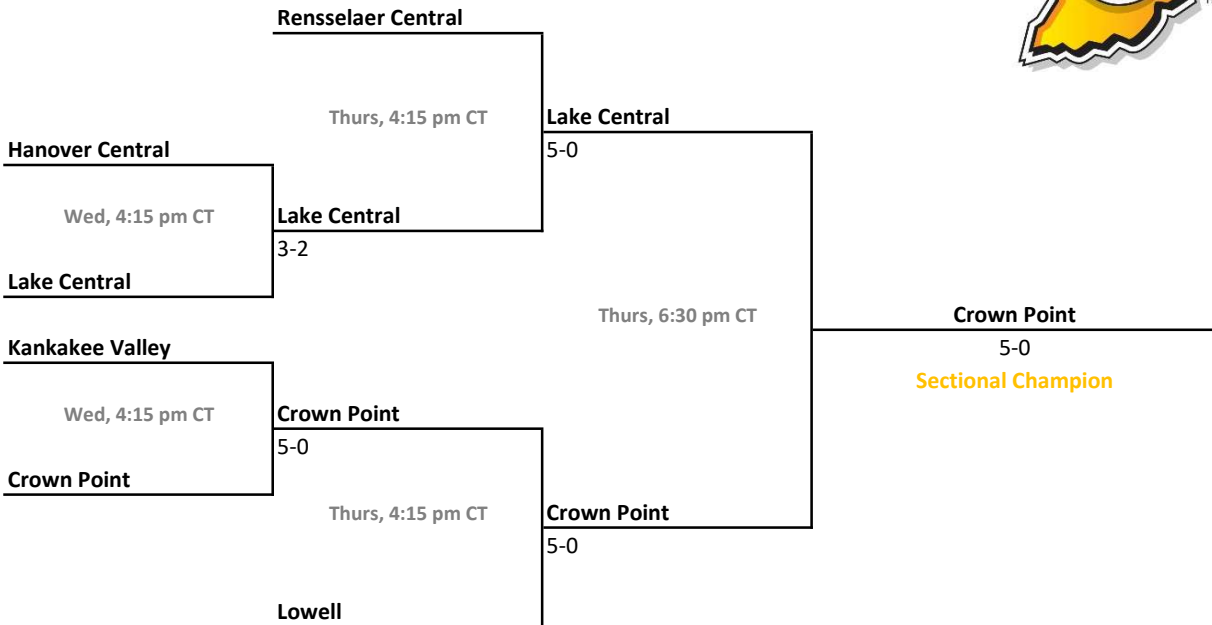 Rensselaer Central
Thurs, 4:15 pm CT
Lake Central
Hanover Central
5-0
Wed, 4:15 pm CT
Lake Central
3-2
Lake Central
Thurs, 6:30 pm CT
Crown Point
Kankakee Valley
5-0
Sectional Champion
Wed, 4:15 pm CT
Crown Point
5-0
Crown Point
Thurs, 4:15 pm CT
Crown Point
5-0
Lowell